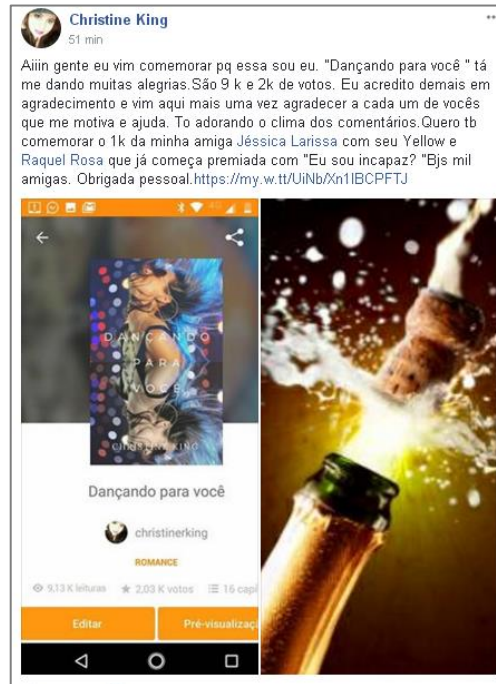 Christine King
51 min
Aiiin gente eu vim comemorar pq essa sou eu. "Dançando para você " tá
me dando muitas alegrias.São 9 k e 2k de votos. Eu acredito demais em
agradecimento e vim aqui mais uma vez agradecer a cada um de vocês
que me motiva e ajuda. To adorando o clima dos comentários.Quero tb
comemorar o 1k da minha amiga Jéssica Larissa com seu Yellow e
Raquel Rosa que já começa premiada com "Eu sou incapaz? "Bjs mil
amigas. Obrigada pessoal.https://my.w.tt/UiNb/Xn1IBCPFTJ
DANÇANDO
PARA
VOCÊ
CHRISTINE KING
Dançando para você
christinerking
ROMANCE
9,13 K leituras 2,03 K votos 16 capí
Editar Pré-visualizaçã